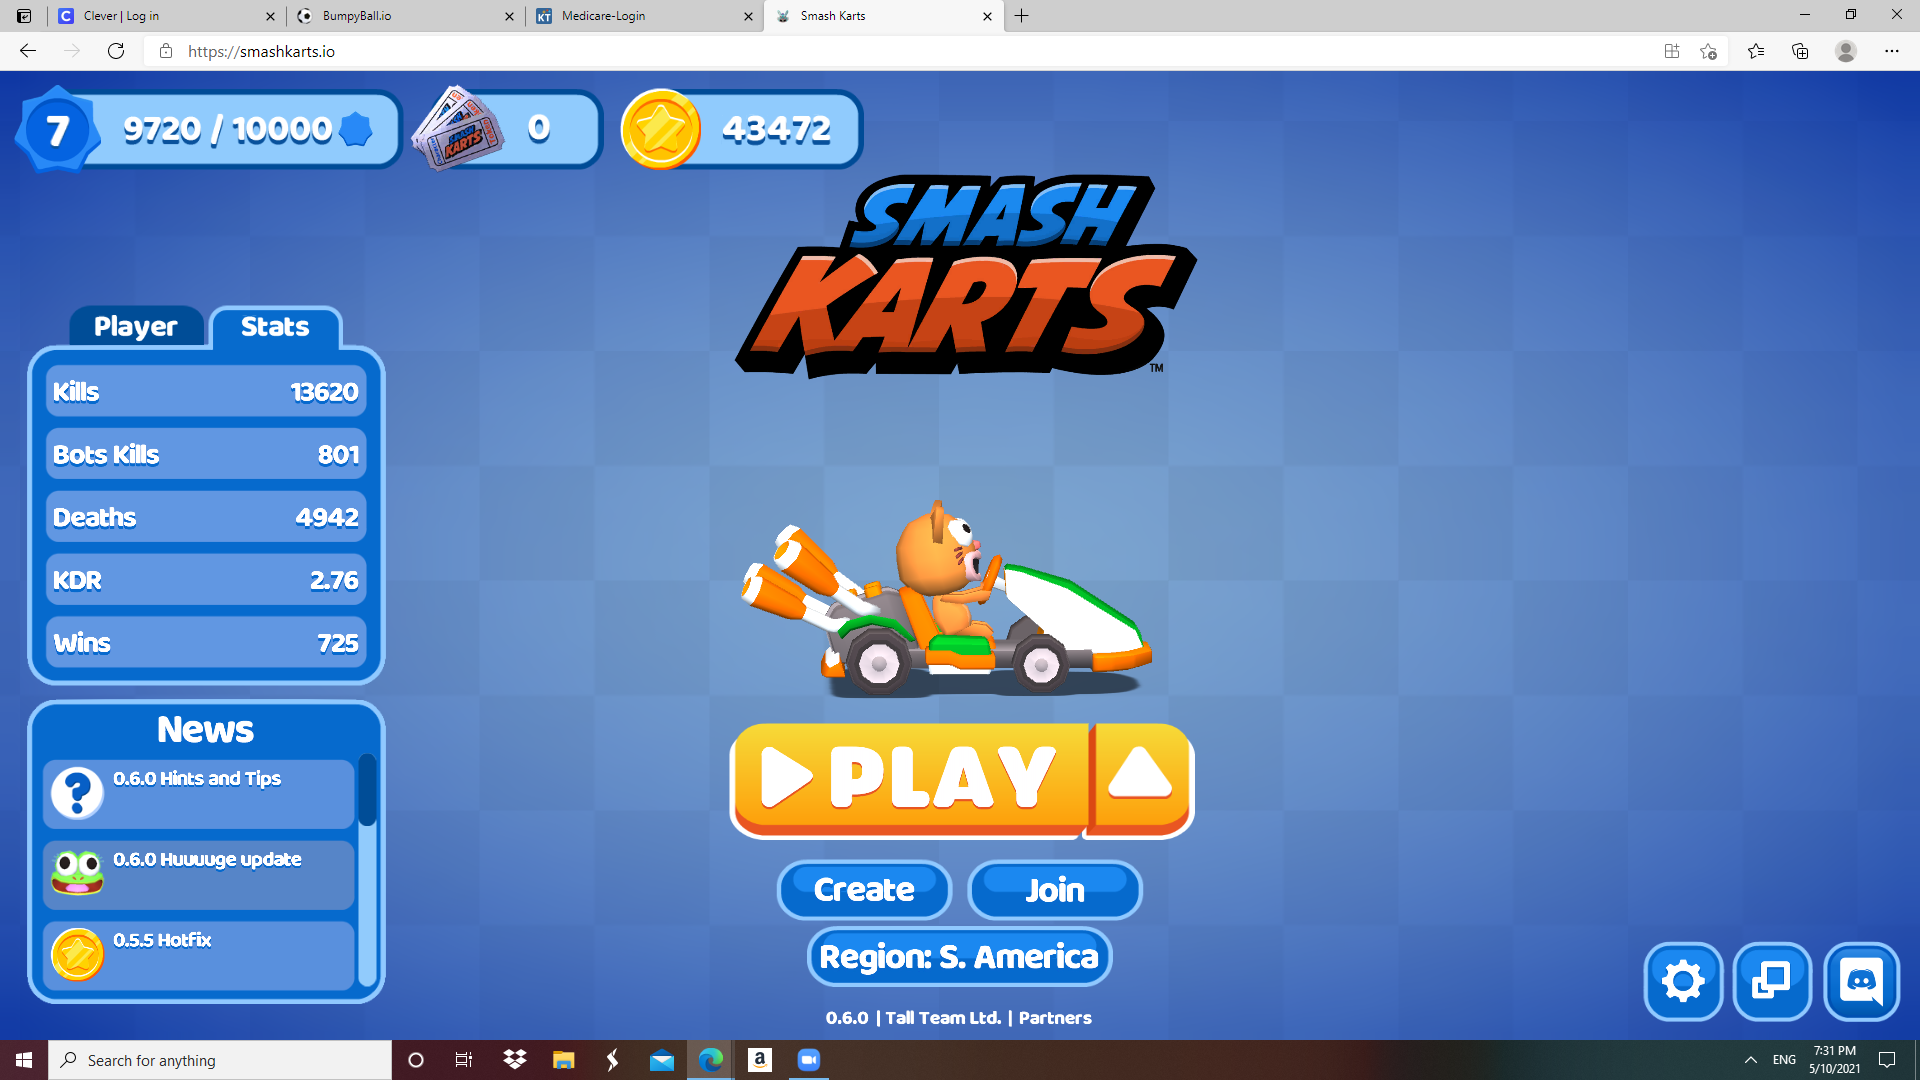 Clever | Log in
BumpyBall.io
KT
Medicare-Login
Smash Karts
https://smashkarts.io
7
9720 / 10000
0
43472
SMASH
KARTS
TM
Player
Stats
Kills 13620
Bots Kills 801
Deaths 4942
KDR 2.76
Wins 725
News
0.6.0 Hints and Tips
0.6.0 Huuuuge update
0.5.5 Hotfix
PLAY
Create
Join
Region: S. America
0.6.0 | Tall Team Ltd. | Partners
Search for anything
ENG
7:31 PM
5/10/2021